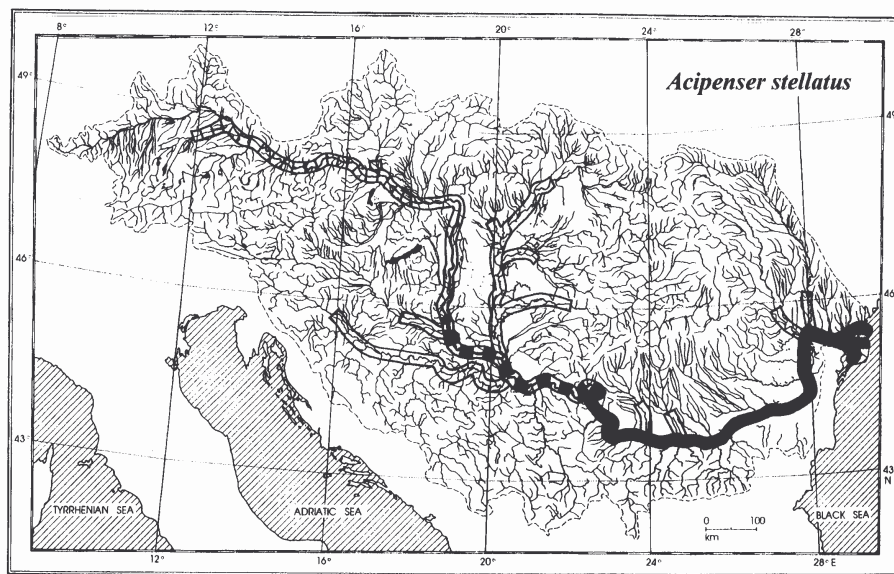 8° 12° 16° 20° 24° 28°
49° 49
Acipenser stellatus
46° 46
43° 43
N
TYRRHENIAN SEA ADRIATIC SEA BLACK SEA
0 100
km
12° 16° 20° 24° 28° E